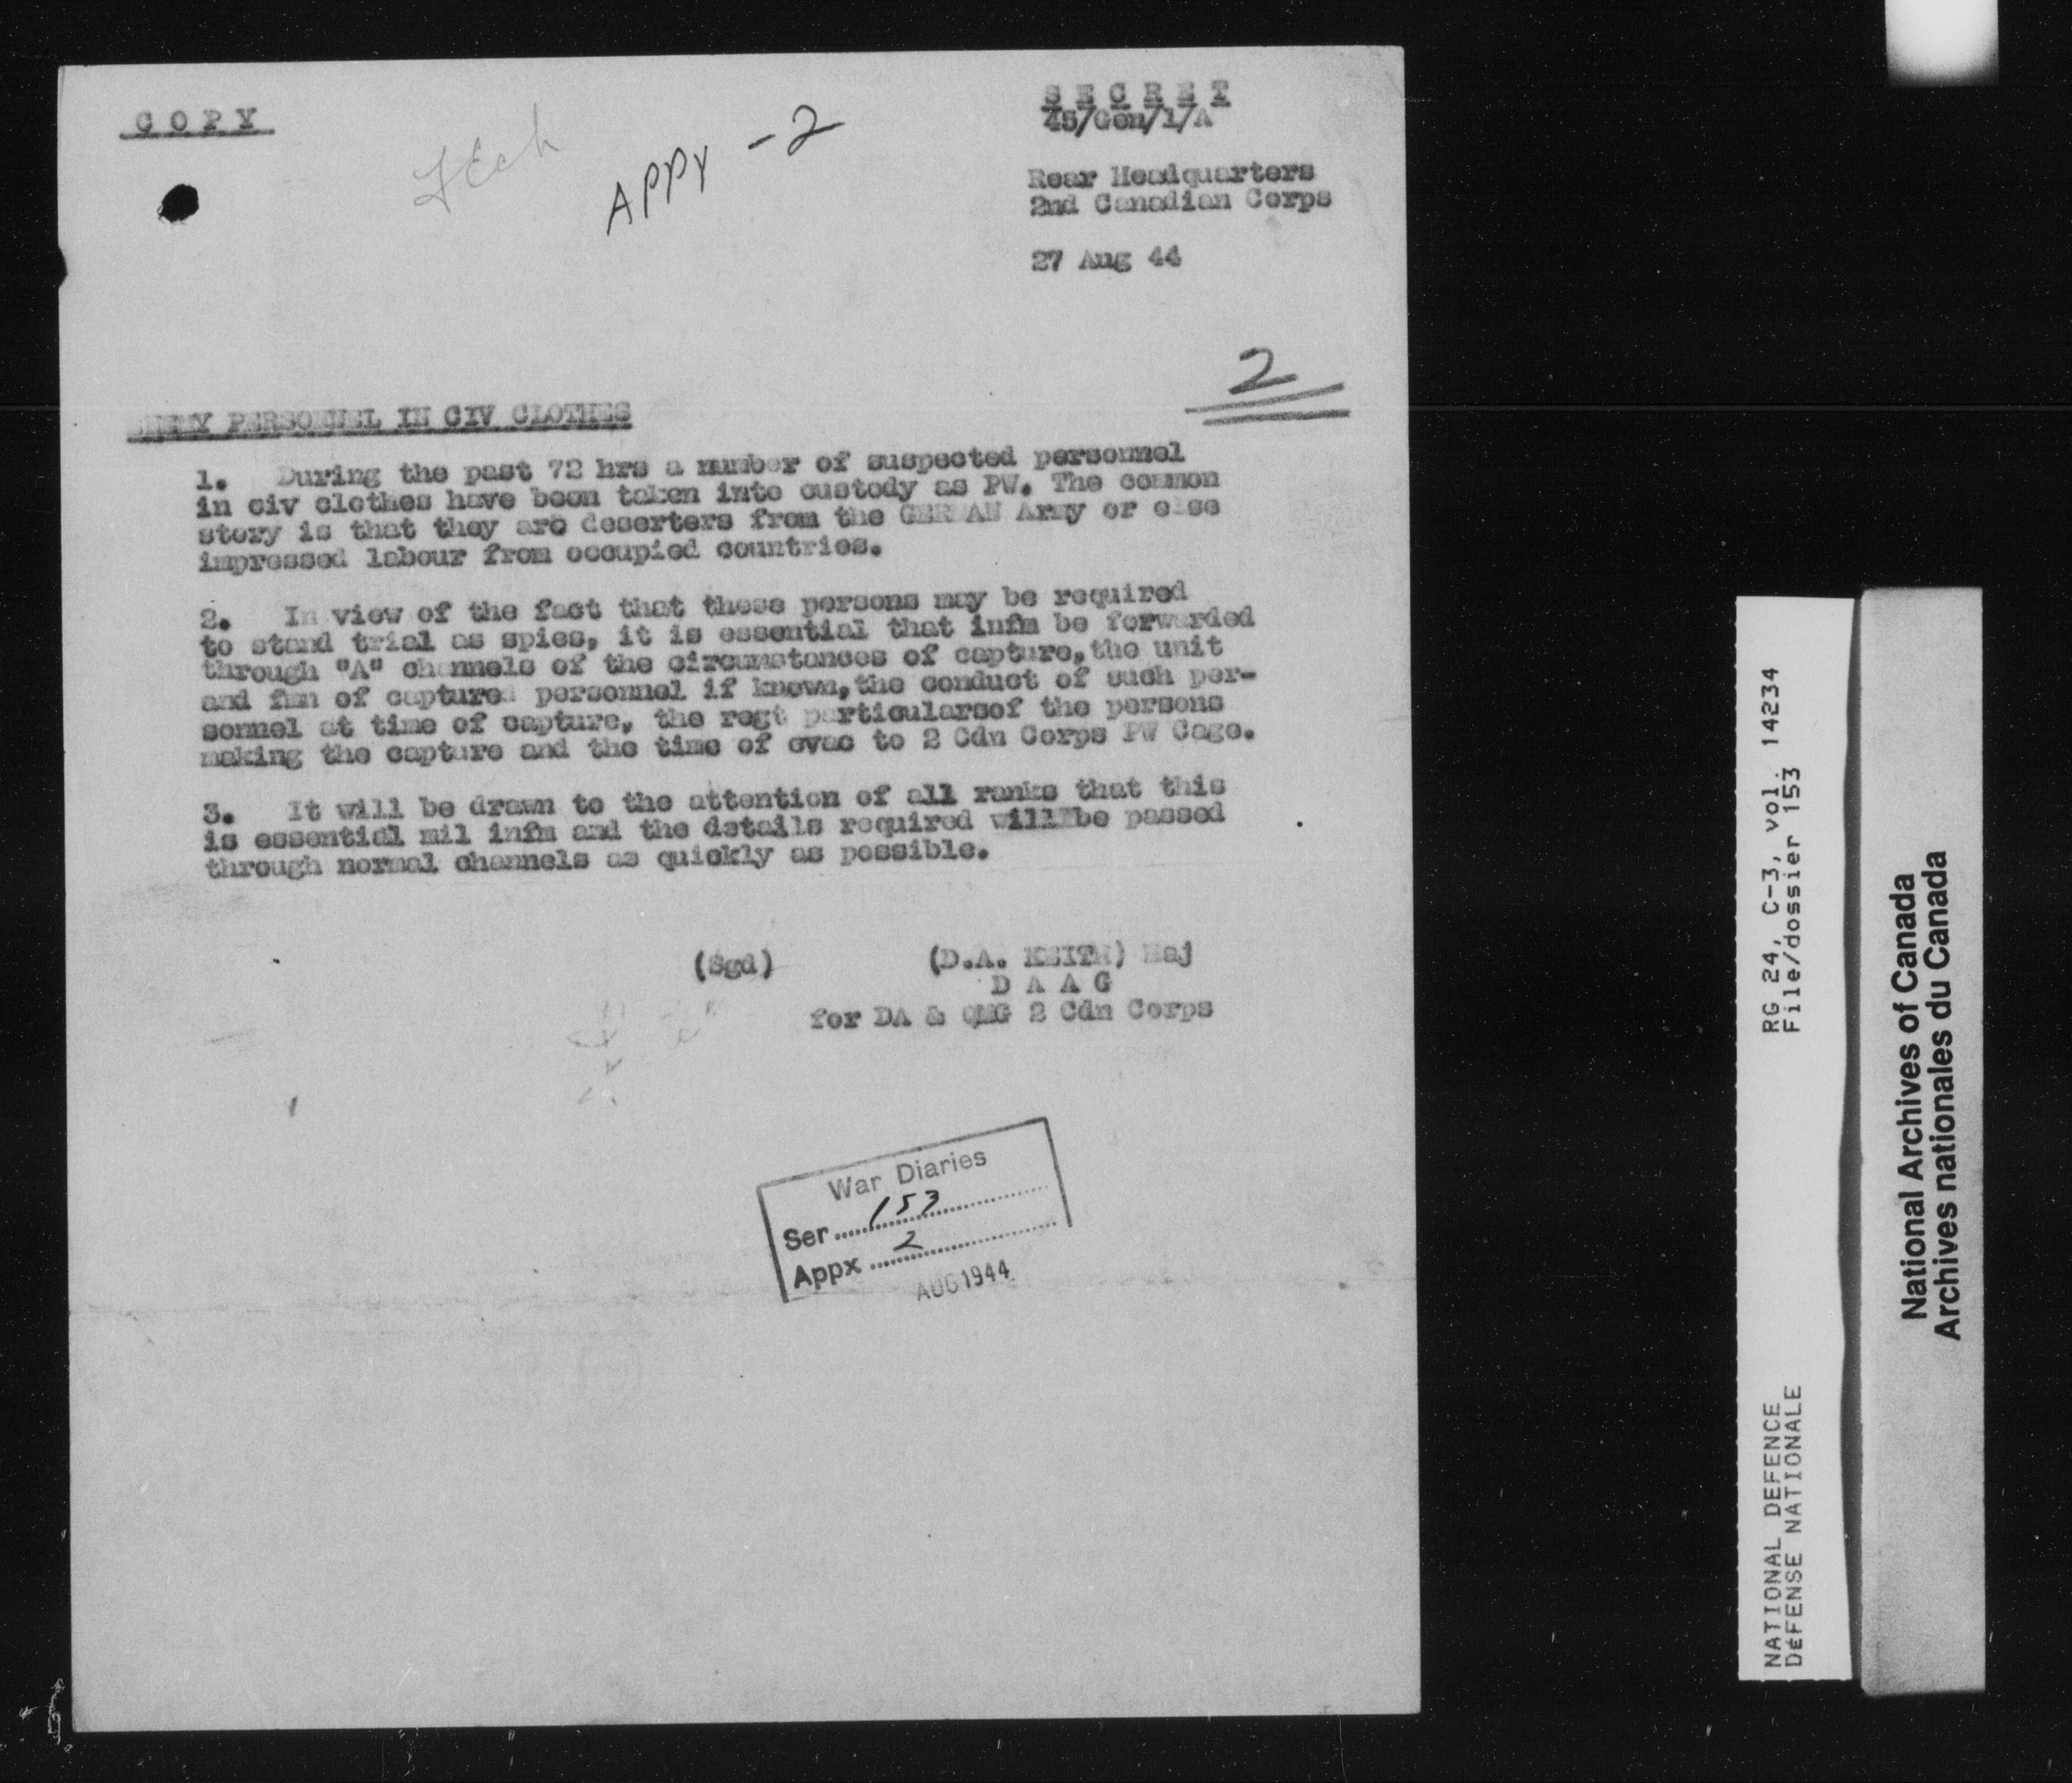 COPY
APPX -2
SECRET
45/Gen/1/A
Rear Headquarters
2nd Canadian Corps
27 Aug 44
2
ENEMY PERSONNEL IN CIV CLOTHES
1. During the past 72 hrs a number of suspected personnel
in civ clothes have been taken into custody as PW. The common
story is that they are deserters from the GERMAN Army or else
impressed labour from occupied countries.
2. In view of the fact that these persons may be required
to stand trial as spies, it is essential that infm be forwarded
through "A" channels of the circumstances of capture, the unit
and fmn of captured personnel if known, the conduct of such per-
sonnel at time of capture, the regt particularsof the persons
making the capture and the time of evac to 2 Cdn Corps PW Cage.
3. It will be drawn to the attention of all ranks that this
is essential mil infm and the details required will be passed
through normal channels as quickly as possible.
(Sgd) (D.A. KEITH) Maj
D A A G
for DA & QMG 2 Cdn Corps
War Diaries
Ser 153
Appx 2
AUG 1944
NATIONAL DEFENCE RG 24, C-3, vol. 14234
DÉFENSE NATIONALE File/dossier 153
National Archives of Canada
Archives nationales du Canada